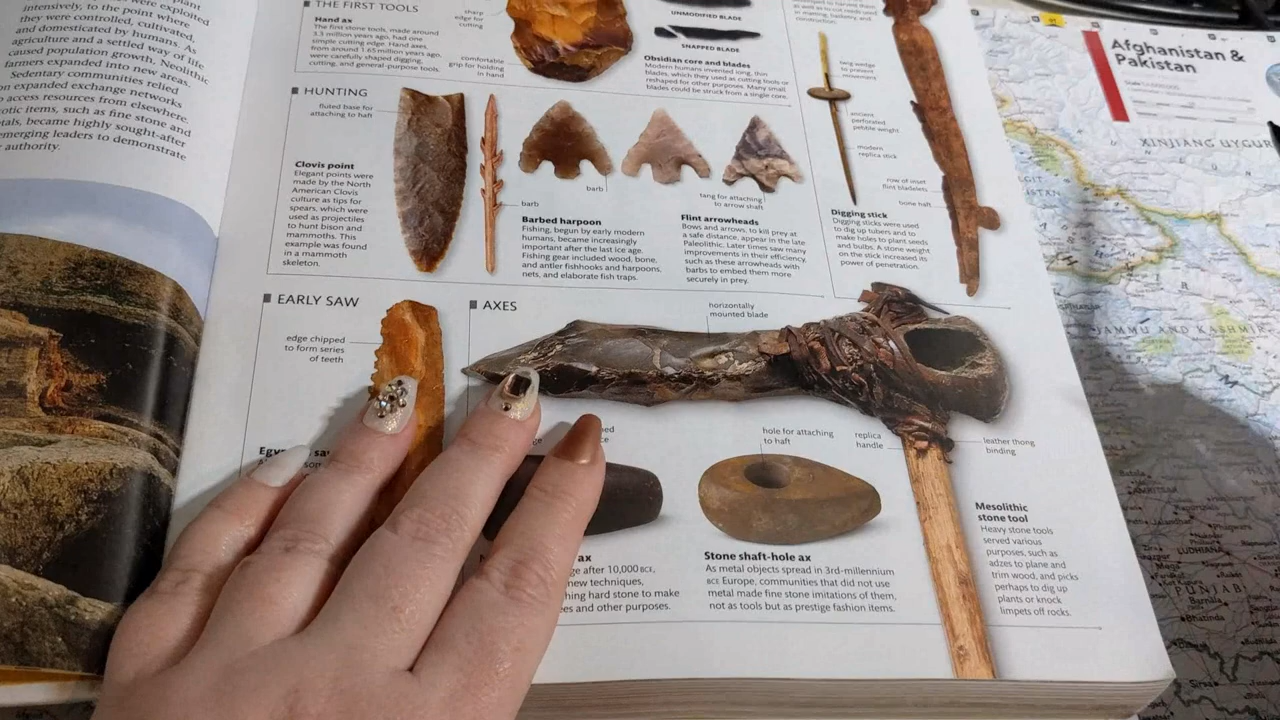 intensively, to the point where
they were controlled, cultivated,
and domesticated by humans. As
agriculture and a settled way of life
caused population growth, Neolithic
farmers expanded into new areas.
Sedentary communities relied
on expanded exchange networks
to access resources from elsewhere.
such as fine stone and
became highly sought-after
emerging leaders to demonstrate
authority.
THE FIRST TOOLS
Hand ax
The first stone tools, made around
3.3 million years ago, had one
simple cutting edge. Hand axes,
from around 1.65 million years ago,
were carefully shaped digging,
cutting, and general-purpose tools.
sharp
edge for
cutting
comfortable
grip for holding
in hand
UNMODIFIED BLADE
SNAPPED BLADE
Obsidian core and blades
Modern humans invented long, thin
blades, which they used as cutting tools or
reshaped for other purposes. Many small
blades could be struck from a single core.
construction.
HUNTING
fluted base for
attaching to haft
Clovis point
Elegant points were
made by the North
American Clovis
culture as tips for
spears, which were
used as projectiles
to hunt bison and
mammoths. This
example was found
in a mammoth
skeleton.
barb
Barbed harpoon
Fishing, begun by early modern
humans, became increasingly
important after the last ice age.
Fishing gear included wood, bone,
and antler fishhooks and harpoons,
nets, and elaborate fish traps.
barb
tang for attaching
to arrow shaft
Flint arrowheads
Bows and arrows, to kill prey at
a safe distance, appear in the late
Paleolithic. Later times saw many
improvements in their efficiency,
such as these arrowheads with
barbs to embed them more
securely in prey.
ancient
perforated
pebble weight
modern
replica stick
row of inset
flint bladelets
bone haft
Digging stick
These weights were used
to dig up tubers and to
make holes to plant seeds
and bulbs. A stone weight
on the stick increased its
power of penetration.
EARLY SAW
edge chipped
to form series
of teeth
AXES
horizontally
mounted blade
hole for attaching
to haft
replica
handle
leather thong
binding
ax
after 10,000 BCE,
new techniques,
hard stone to make
and other purposes.
Stone shaft-hole ax
As metal objects spread in 3rd-millennium
BCE Europe, communities that did not use
metal made fine stone imitations of them,
not as tools but as prestige fashion items.
Mesolithic
stone tool
Heavy stone tools
served various
purposes, such as
adzes to plane and
trim wood, and picks
perhaps to dig up
plants or knock
limpets off rocks.
Afghanistan &
Pakistan
XINJIANG UYGUR
JAMMU AND KASHMIR
LUDHIANA
PUNJAB
Bhatinda
Sirsa